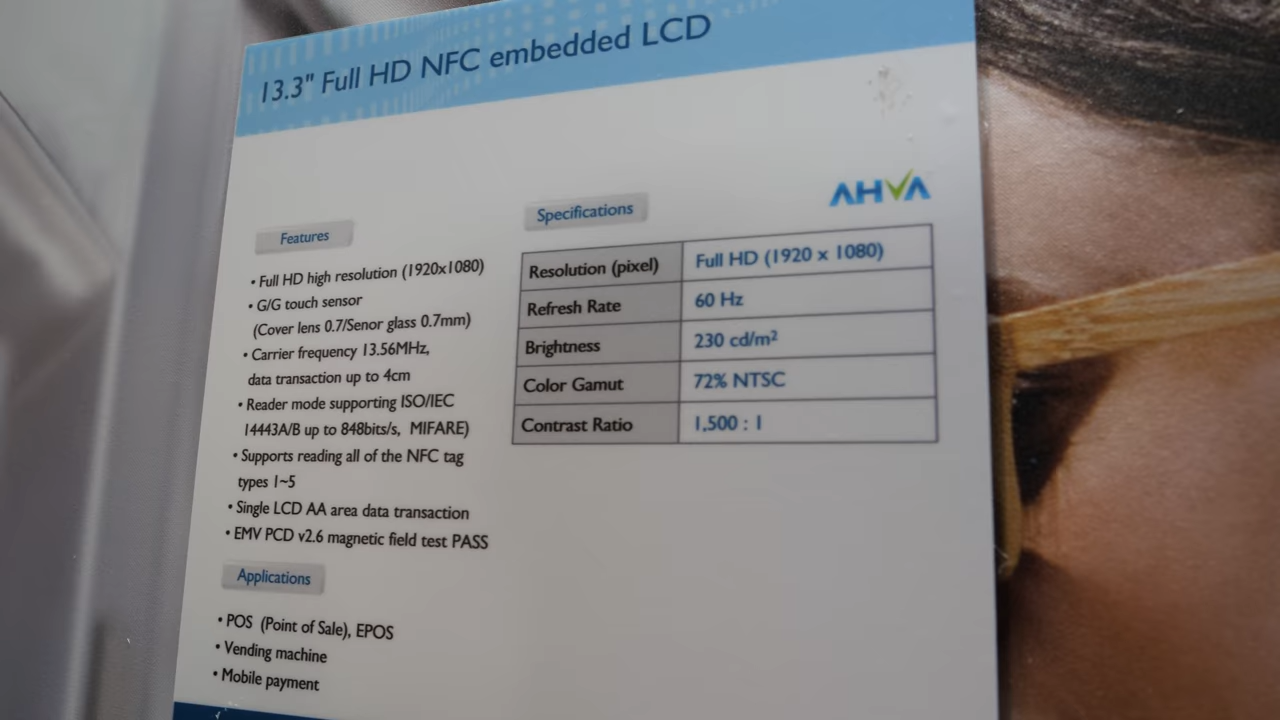 13.3" Full HD NFC embedded LCD
AHVA
Features
• Full HD high resolution (1920x1080)
• G/G touch sensor
(Cover lens 0.7/Senor glass 0.7mm)
• Carrier frequency 13.56MHz,
data transaction up to 4cm
• Reader mode supporting ISO/IEC
14443A/B up to 848bits/s, MIFARE)
• Supports reading all of the NFC tag
types 1~5
• Single LCD AA area data transaction
• EMV PCD v2.6 magnetic field test PASS
Applications
• POS (Point of Sale), EPOS
• Vending machine
• Mobile payment
Specifications
Resolution (pixel) Full HD (1920 x 1080)
Refresh Rate 60 Hz
Brightness 230 cd/m²
Color Gamut 72% NTSC
Contrast Ratio 1,500 : 1